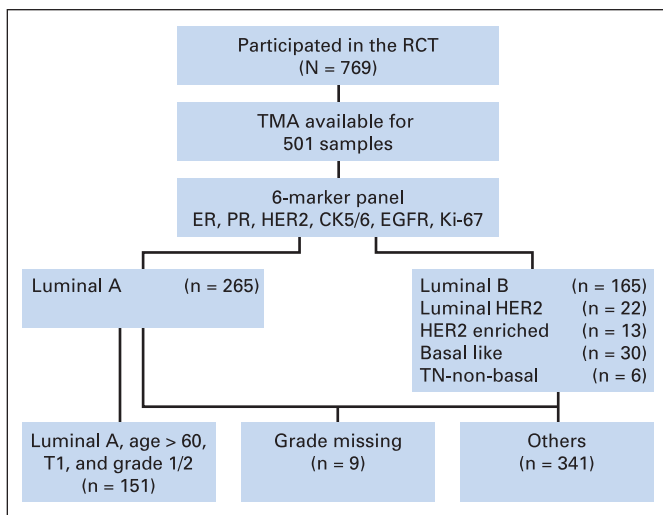 Participated in the RCT
(N = 769)
TMA available for
501 samples
6-marker panel
ER, PR, HER2, CK5/6, EGFR, Ki-67
Luminal A (n = 265)
Luminal B (n = 165)
Luminal HER2 (n = 22)
HER2 enriched (n = 13)
Basal like (n = 30)
TN-non-basal (n = 6)
Luminal A, age > 60,
T1, and grade 1/2
(n = 151)
Grade missing
(n = 9)
Others
(n = 341)